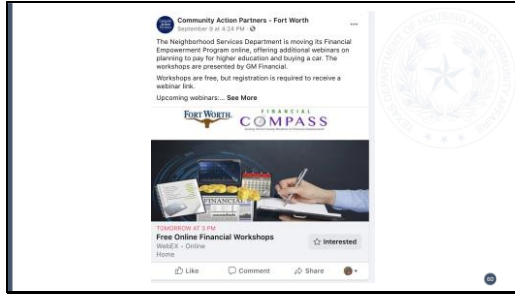 Community Action Partners - Fort Worth
September 9 at 4:24 PM ·
The Neighborhood Services Department is moving its Financial
Empowerment Program online, offering additional webinars on
planning to pay for higher education and buying a car. The
workshops are presented by GM Financial.
Workshops are free, but registration is required to receive a
webinar link.
Upcoming webinars:... See More
FORT WORTH
FINANCIAL
COMPASS
FINANCIAL
TOMORROW AT 3 PM
Free Online Financial Workshops
WebEX - Online
Home
Interested
Like
Comment
Share
60